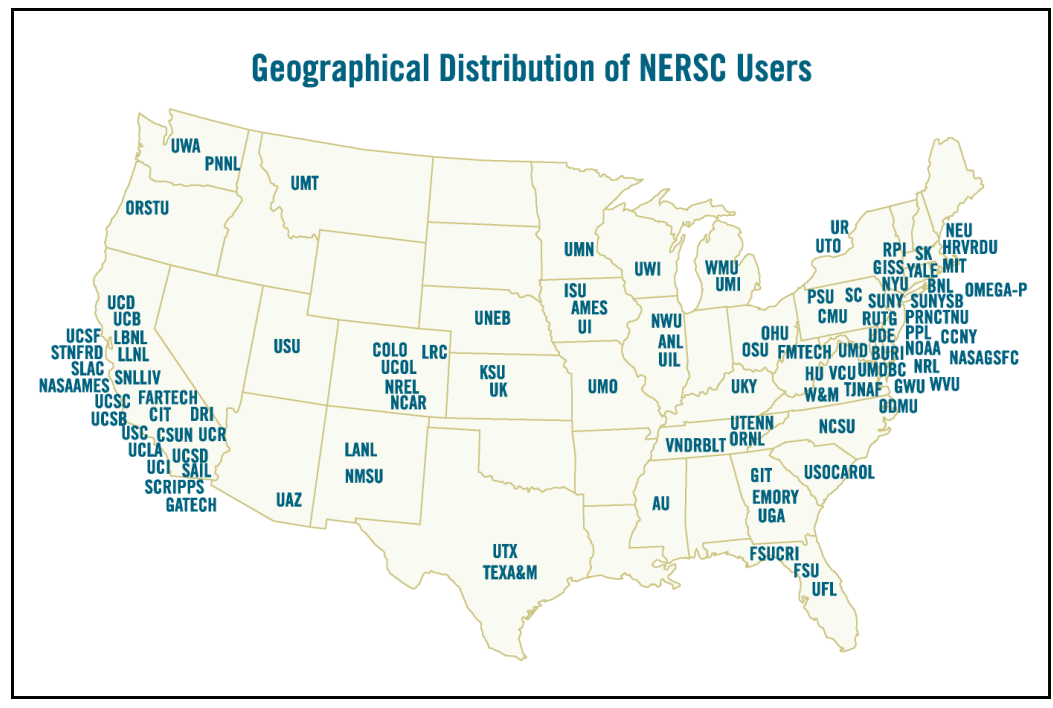 Geographical Distribution of NERSC Users
UWA
PNNL
UMT
ORSTU
UCD
UCB
UCSF
LBNL
STNFRD
LLNL
SLAC
SNLLIV
NASAAMES
FARTECH
UCSC
CIT
DRI
UCSB
USC
CSUN
UCR
UCLA
UCSD
UCI
SAIL
SCRIPPS
GATECH
USU
UAZ
COLO
LRC
UCOL
NREL
NCAR
LANL
NMSU
UNEB
KSU
UK
UTX
TEXA&M
UMN
ISU
AMES
UI
UMO
UWI
NWU
ANL
UIL
WMU
UMI
OHU
OSU
UKY
UTENN
VNDRBLT
ORNL
AU
GIT
EMORY
UGA
FSUCRI
FSU
UFL
USOCAROL
NCSU
UR
UTO
RPI
SK
NEU
HRVRDU
GISS
YALE
MIT
NYU
BNL
OMEGA-P
PSU
SC
SUNY
SUNYSB
CMU
RUTG
PRNCTNU
UDE
PPL
CCNY
FMTECH
UMD
BURI
NOAA
NASAGSFC
HU
VCU
UMDBC
NRL
W&M
TJNAF
GWU
WVU
ODMU